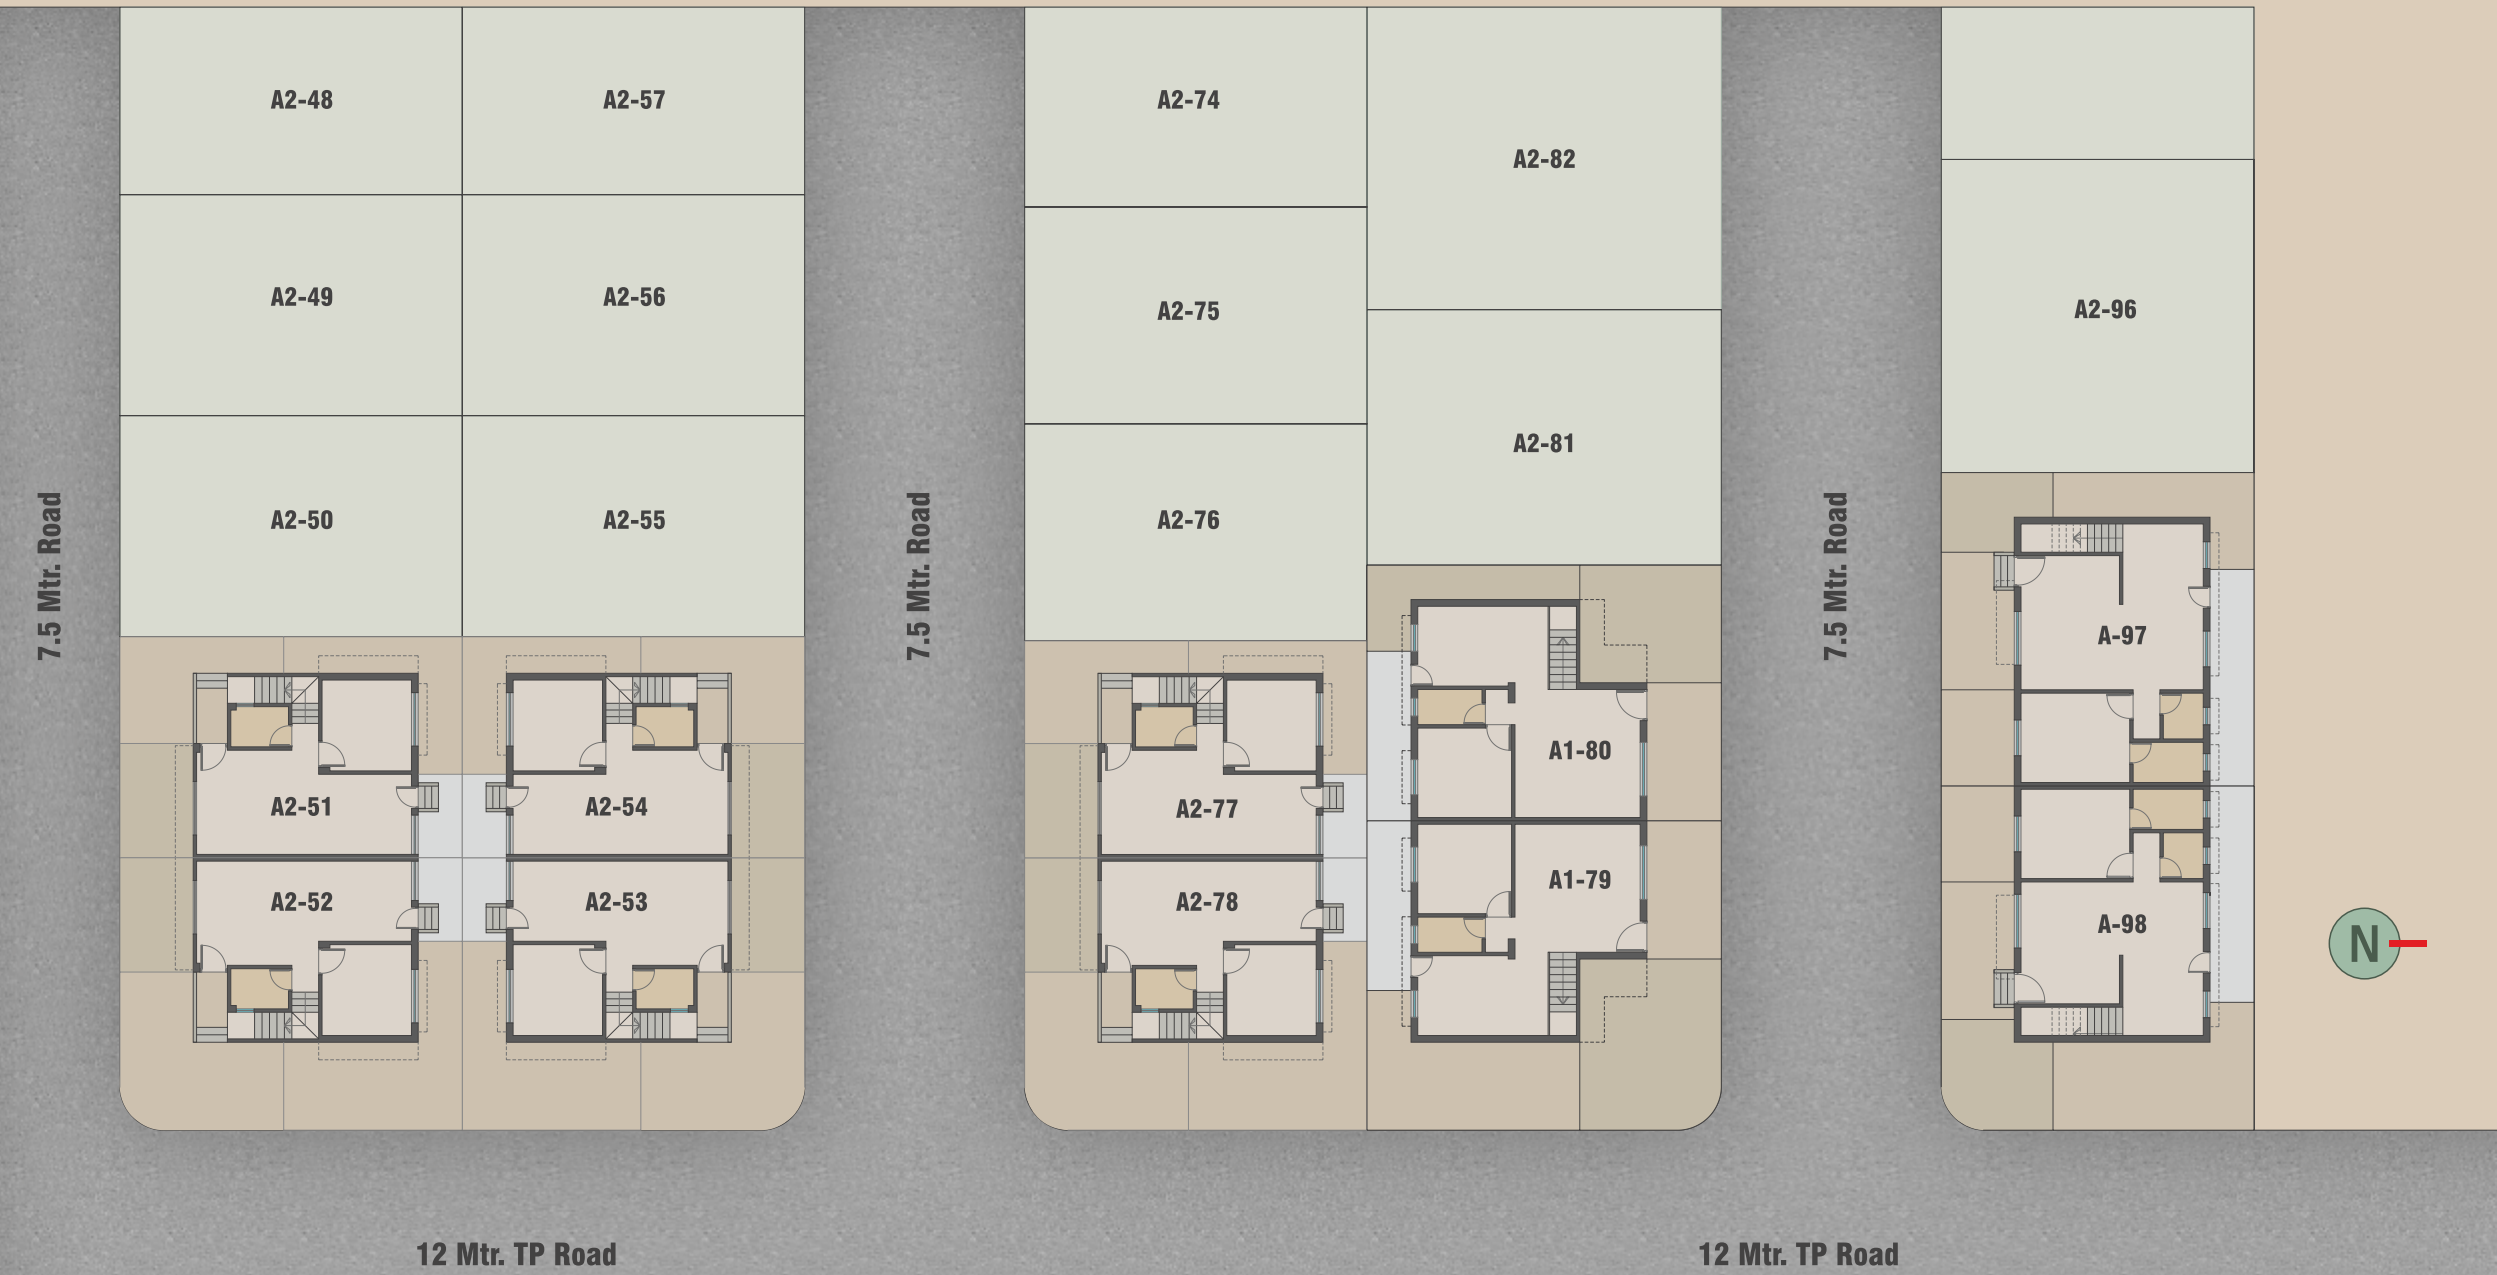 A2-48
A2-57
A2-74
A2-82
A2-49
A2-56
A2-75
A2-96
A2-50
A2-55
A2-76
A2-81
7.5 Mtr. Road
7.5 Mtr. Road
7.5 Mtr. Road
A-97
A1-80
A2-51
A2-54
A2-77
A2-52
A2-53
A2-78
A1-79
A-98
N
12 Mtr. TP Road
12 Mtr. TP Road